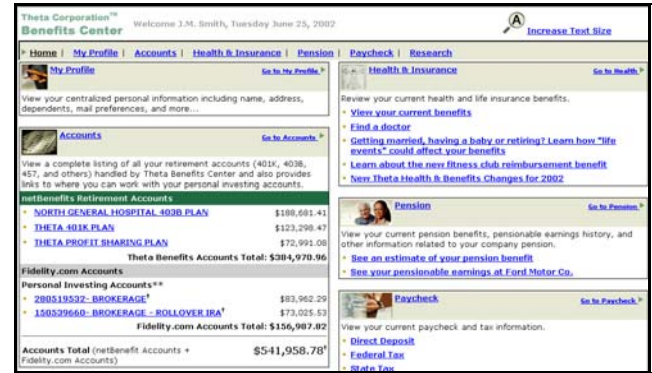 Theta Corporation™
Benefits Center
Welcome J.M. Smith, Tuesday June 25, 2002
A
Increase Text Size
Home | My Profile | Accounts | Health & Insurance | Pension | Paycheck | Research
My Profile
Go to My Profile
View your centralized personal information including name, address,
dependents, mail preferences, and more...
Accounts
Go to Accounts
View a complete listing of all your retirement accounts (401K, 403B,
457, and others) handled by Theta Benefits Center and also provides
links to where you can work with your personal investing accounts.
netBenefits Retirement Accounts
NORTH GENERAL HOSPITAL 403B PLAN $188,681.41
THETA 401K PLAN $123,298.47
THETA PROFIT SHARING PLAN $72,991.08
Theta Benefits Accounts Total: $384,970.96
Fidelity.com Accounts
Personal Investing Accounts**
280519532- BROKERAGE† $83,962.29
150539660- BROKERAGE - ROLLOVER IRA† $73,025.53
Fidelity.com Accounts Total: $156,987.82
Accounts Total (netBenefit Accounts + $541,958.78‡
Fidelity.com Accounts)
Health & Insurance
Go to Health
Review your current health and life insurance benefits.
View your current benefits
Find a doctor
Getting married, having a baby or retiring? Learn how "life
events" could affect your benefits
Learn about the new fitness club reimbursement benefit
New Theta Health & Benefits Changes for 2002
Pension
Go to Pension
View your current pension benefits, pensionable earnings history, and
other information related to your company pension.
See an estimate of your pension benefit
See your pensionable earnings at Ford Motor Co.
Paycheck
Go to Paycheck
View your current paycheck and tax information.
Direct Deposit
Federal Tax
State Tax